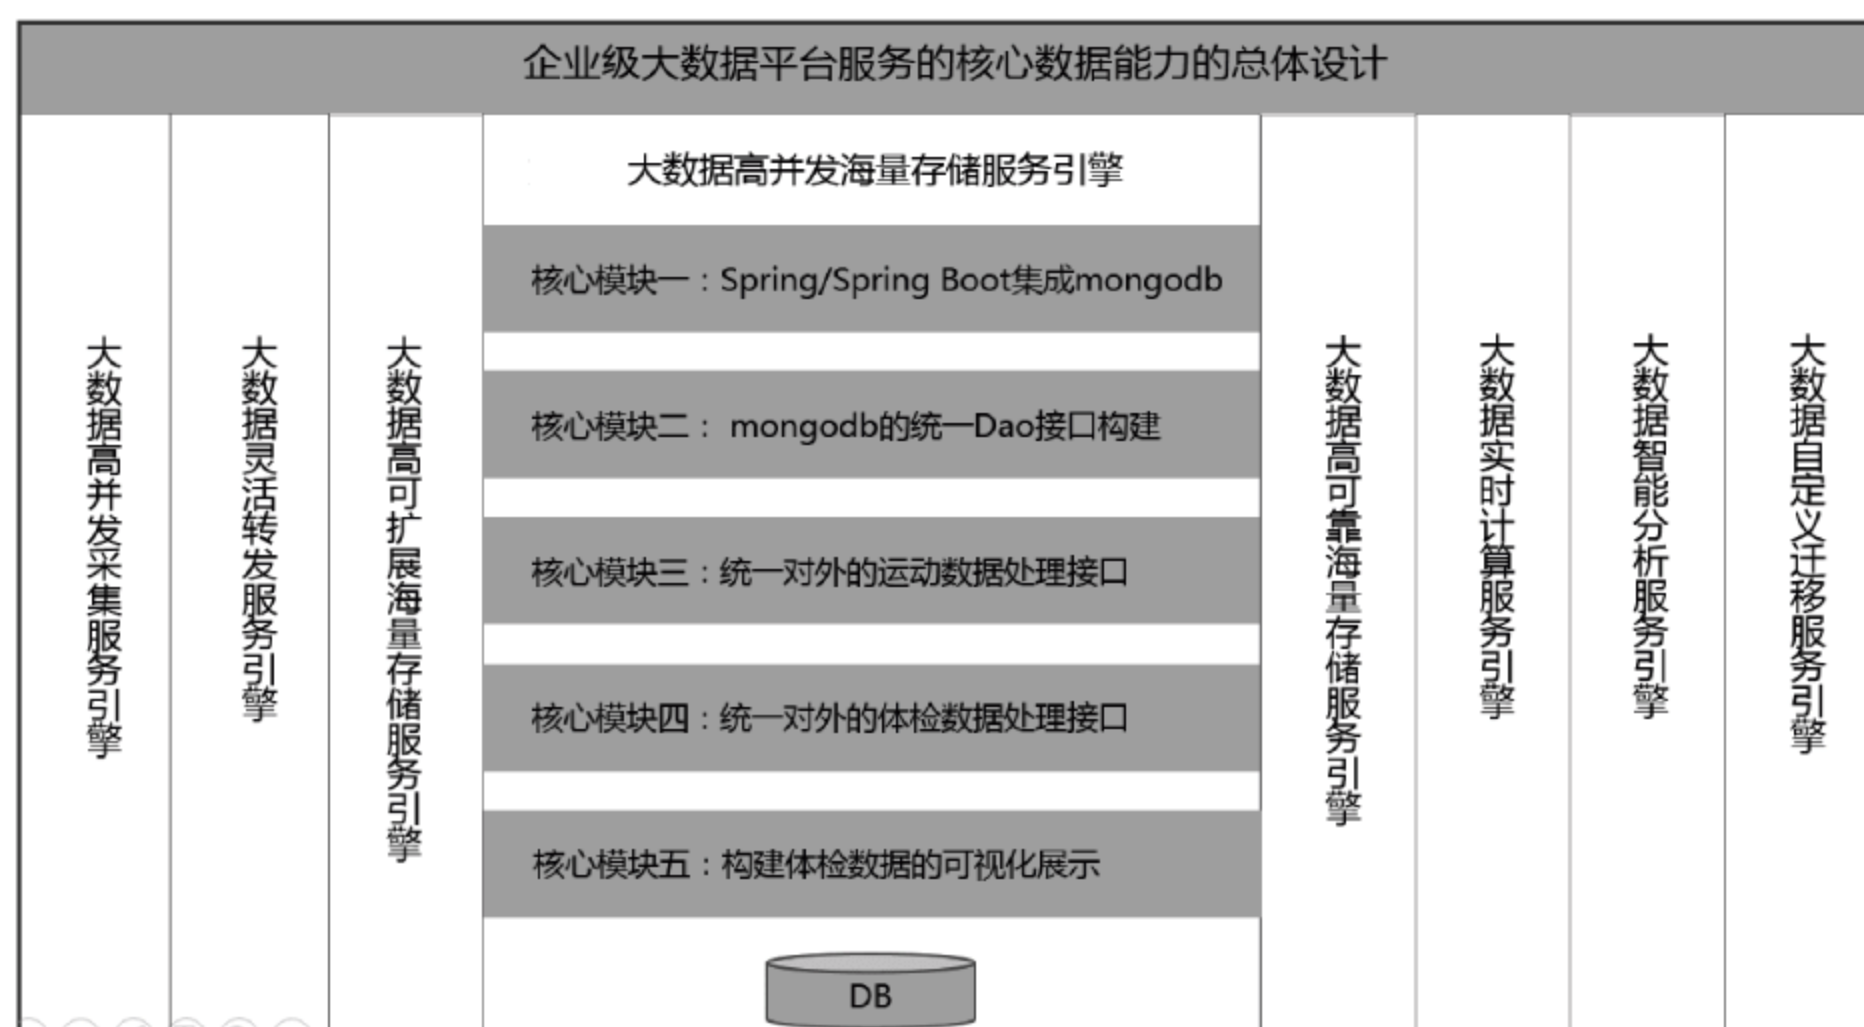 企业级大数据平台服务的核心数据能力的总体设计
大数据高并发采集服务引擎
大数据灵活转发服务引擎
大数据高可扩展海量存储服务引擎
大数据高并发海量存储服务引擎
核心模块一：Spring/Spring Boot集成mongodb
核心模块二： mongodb的统一Dao接口构建
核心模块三：统一对外的运动数据处理接口
核心模块四：统一对外的体检数据处理接口
核心模块五：构建体检数据的可视化展示
DB
大数据高可靠海量存储服务引擎
大数据实时计算服务引擎
大数据智能分析服务引擎
大数据自定义迁移服务引擎